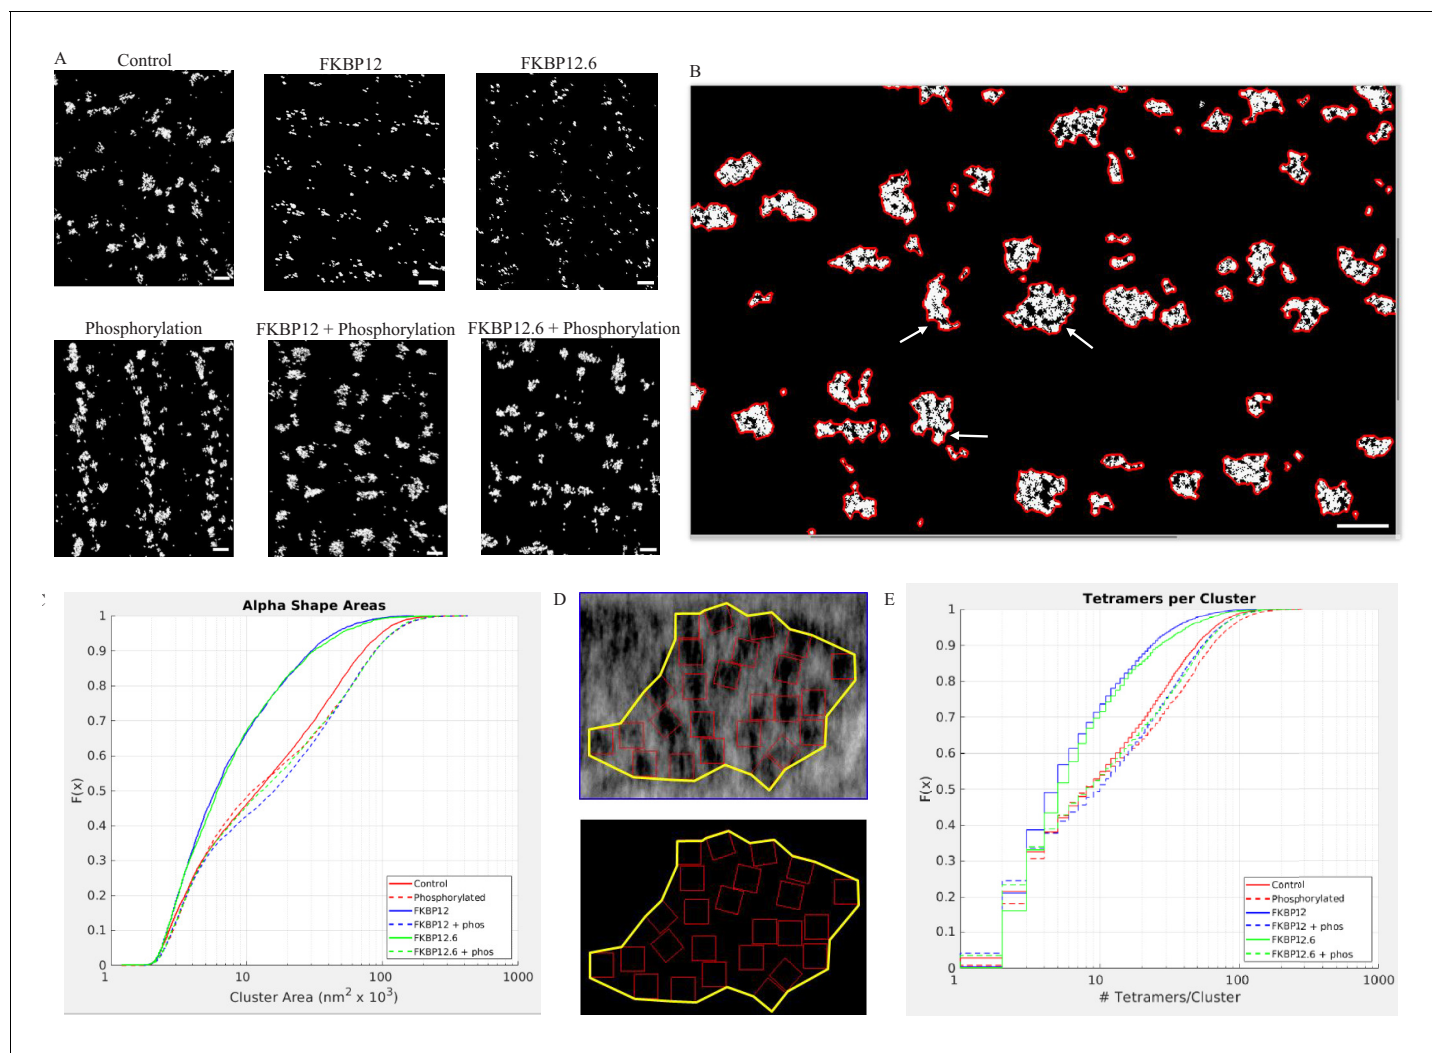 A
Control
FKBP12
FKBP12.6
Phosphorylation
FKBP12 + Phosphorylation
FKBP12.6 + Phosphorylation
B
Alpha Shape Areas
1
0.9
0.8
0.7
0.6
0.5
0.4
0.3
0.2
0.1
0
F(x)
1
10
100
1000
Cluster Area (nm² x 10³)
Control
Phosphorylated
FKBP12
FKBP12 + phos
FKBP12.6
FKBP12.6 + phos
D
E
Tetramers per Cluster
1
0.9
0.8
0.7
0.6
0.5
0.4
0.3
0.2
0.1
0
F(x)
1
10
100
1000
# Tetramers/Cluster
Control
Phosphorylated
FKBP12
FKBP12 + phos
FKBP12.6
FKBP12.6 + phos